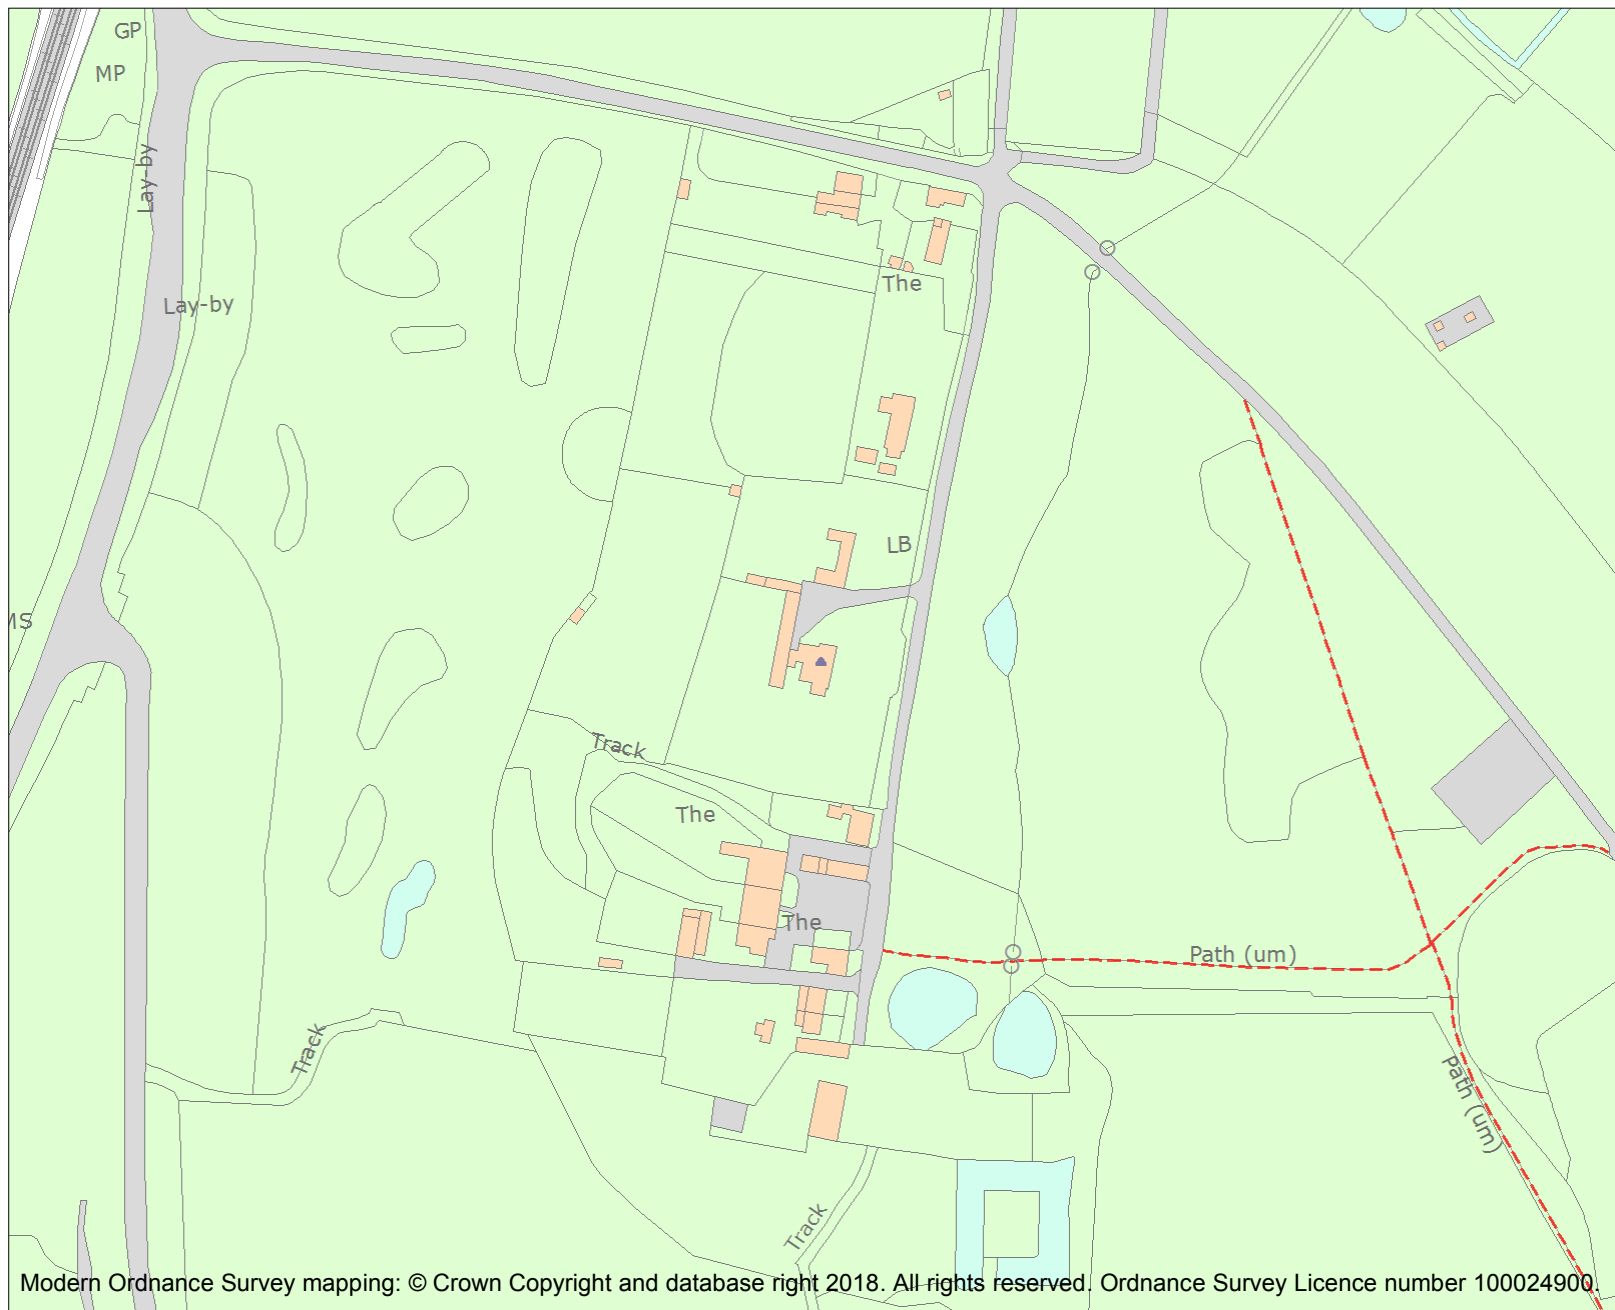 GP
MP
Lay-by
Lay-by
The
LB
MS
Track
The
The
Path (um)
Track
Path (um)
Track
Modern Ordnance Survey mapping: © Crown Copyright and database right 2018. All rights reserved. Ordnance Survey Licence number 100024900.